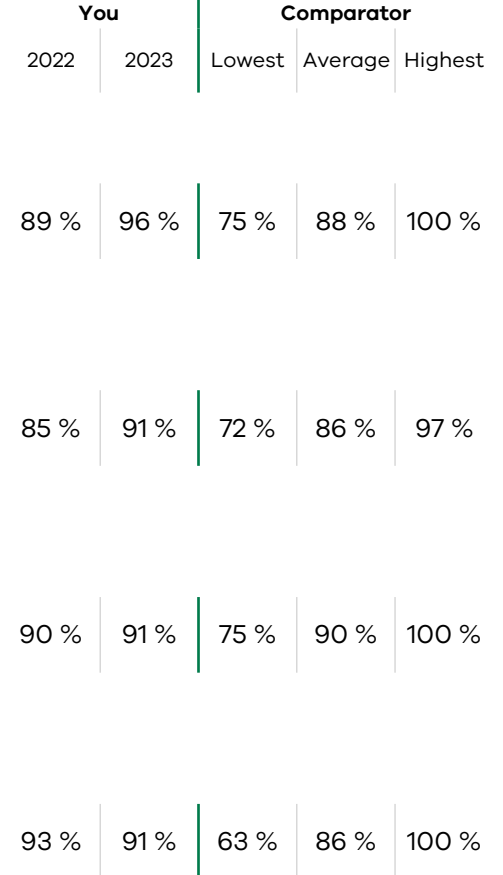 You Comparator
2022 2023 Lowest Average Highest
89 % 96 % 75 % 88 % 100 %
85 % 91 % 72 % 86 % 97 %
90 % 91 % 75 % 90 % 100 %
93 % 91 % 63 % 86 % 100 %